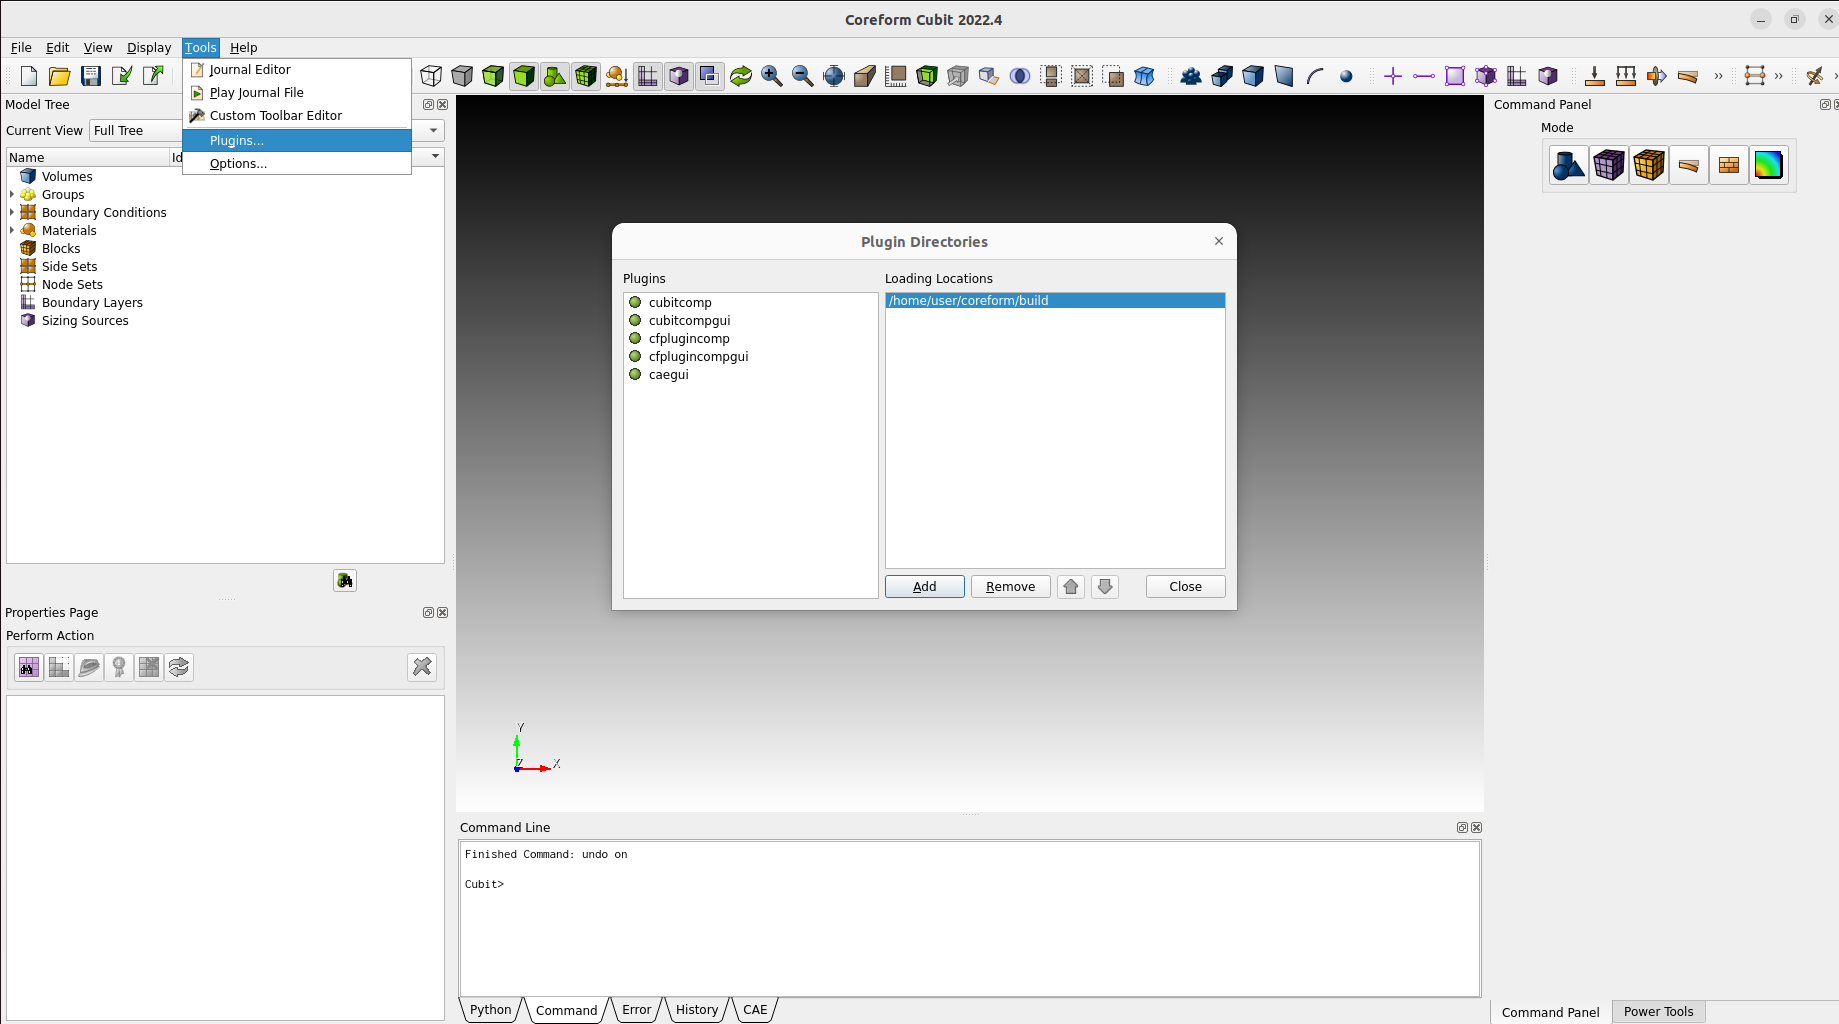 Coreform Cubit 2022.4
File Edit View Display Tools Help
Journal Editor
Play Journal File
Custom Toolbar Editor
Plugins...
Options...
Model Tree
Current View Full Tree
Name Id
Volumes
Groups
Boundary Conditions
Materials
Blocks
Side Sets
Node Sets
Boundary Layers
Sizing Sources
Properties Page
Perform Action
Plugin Directories
Plugins
cubitcomp
cubitcompgui
cfplugincomp
cfplugincompgui
caegui
Loading Locations
/home/user/coreform/build
Add Remove Close
Y
Z X
Command Line
Finished Command: undo on
Cubit>
Python Command Error History CAE
Command Panel
Mode
Command Panel Power Tools